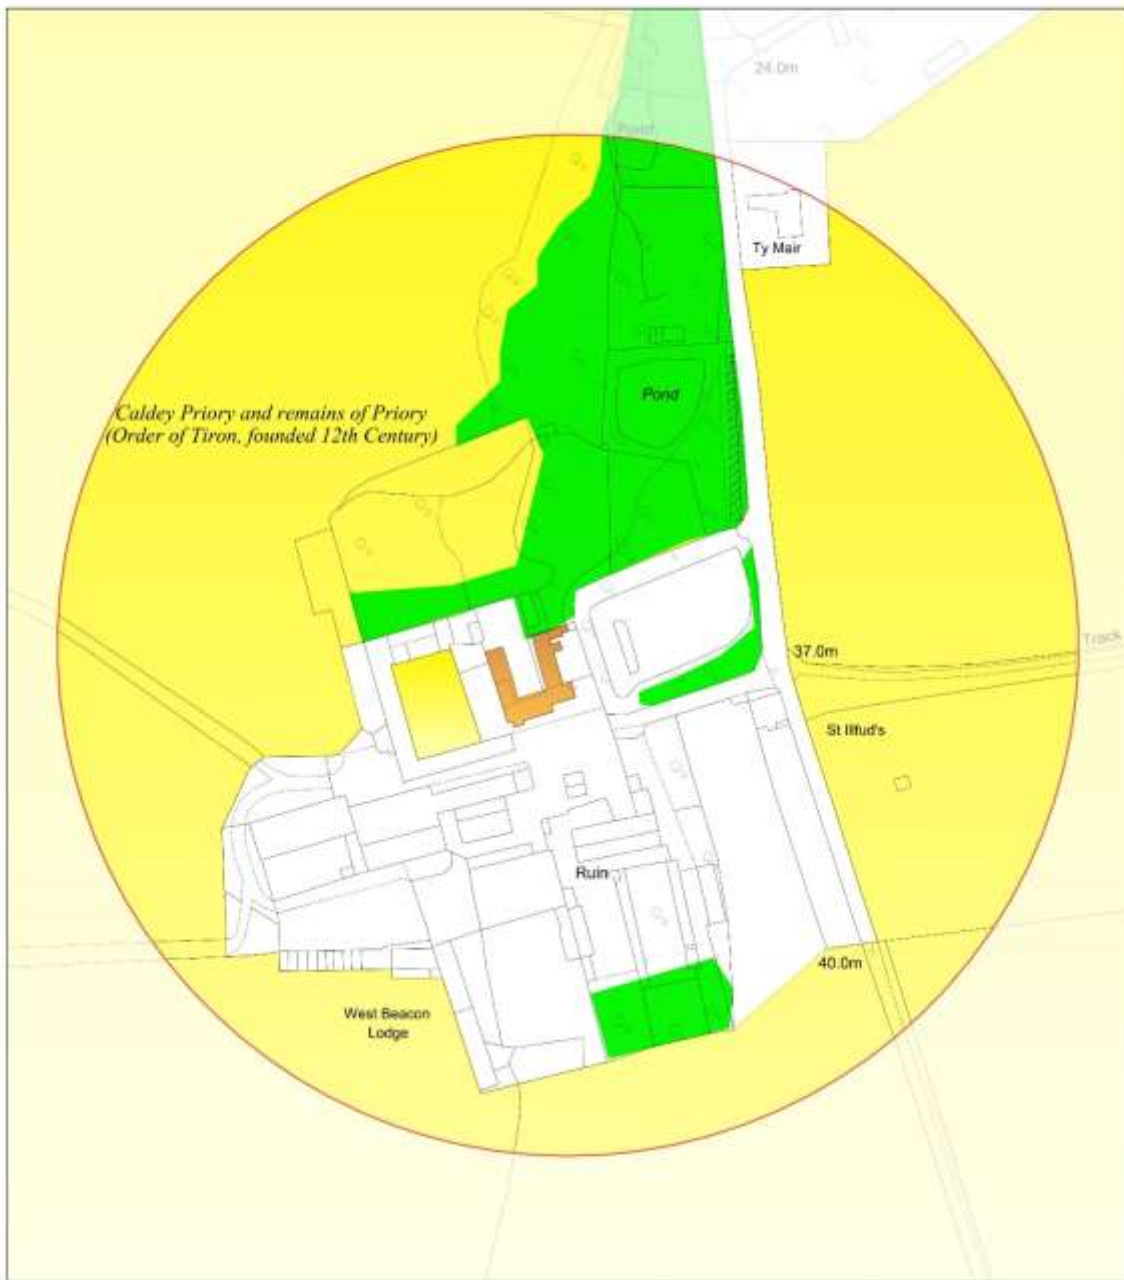 24.0m
Pond
Ty Mair
Pond
Caldey Priory and remains of Priory
(Order of Tiron, founded 12th Century)
Track
37.0m
St Illfud's
Ruin
40.0m
West Beacon
Lodge